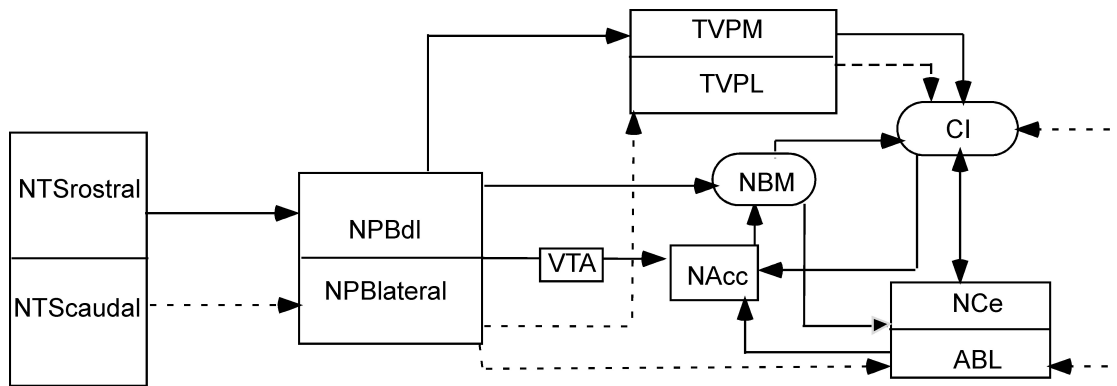 TVPM
TVPL
CI
NTSrostral
NBM
NPBdl
VTA
NAcc
NPBlateral
NTScaudal
NCe
ABL